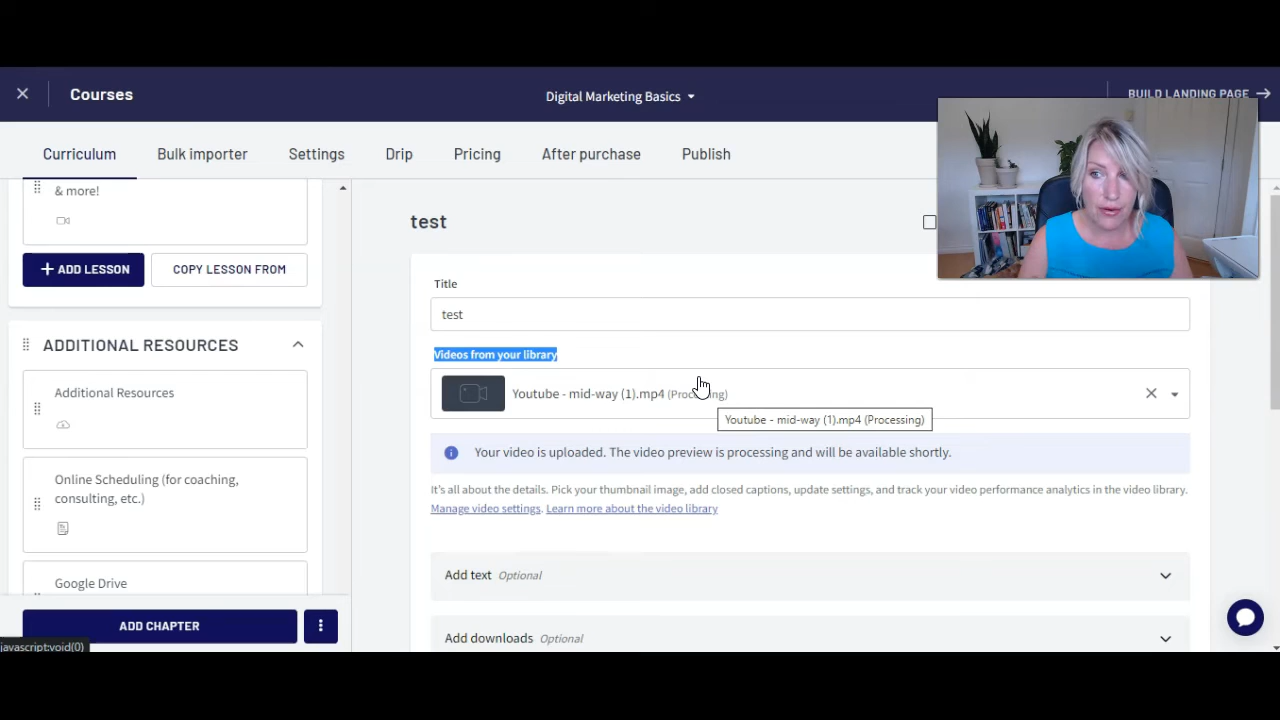 Courses
Digital Marketing Basics
BUILD LANDING PAGE
Curriculum
Bulk importer
Settings
Drip
Pricing
After purchase
Publish
& more!
ADD LESSON
COPY LESSON FROM
ADDITIONAL RESOURCES
Additional Resources
Online Scheduling (for coaching,
consulting, etc.)
Google Drive
ADD CHAPTER
javascript:void(0)
test
Title
test
Videos from your library
Youtube - mid-way (1).mp4 (Processing)
Youtube - mid-way (1).mp4 (Processing)
Your video is uploaded. The video preview is processing and will be available shortly.
It's all about the details. Pick your thumbnail image, add closed captions, update settings, and track your video performance analytics in the video library.
Manage video settings. Learn more about the video library
Add text Optional
Add downloads Optional